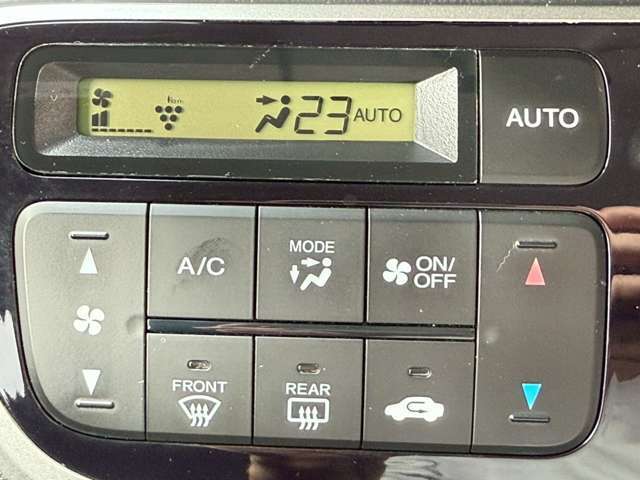 23 AUTO
AUTO
A/C
MODE
ON/
OFF
FRONT
REAR